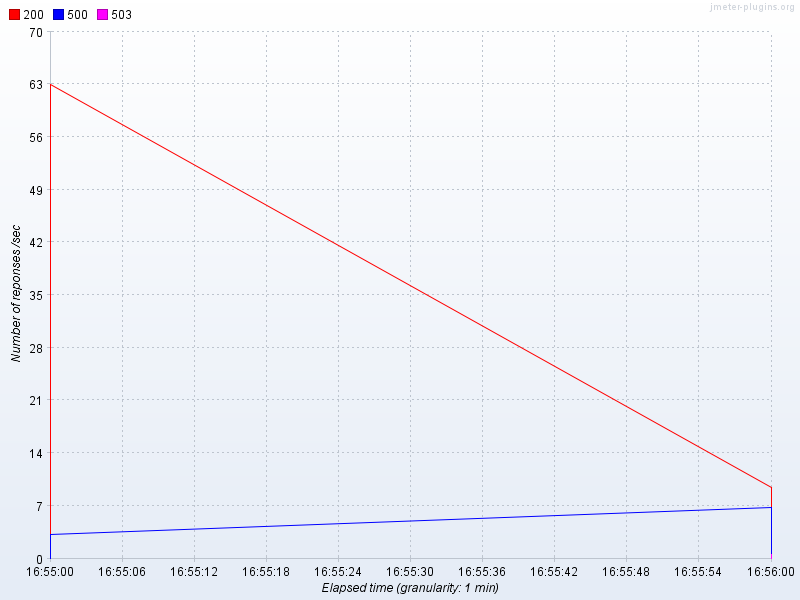 jmeter-plugins.org
200 500 503
70
63
56
49
42
35
28
21
14
7
0
Number of reponses /sec
16:55:00 16:55:06 16:55:12 16:55:18 16:55:24 16:55:30 16:55:36 16:55:42 16:55:48 16:55:54 16:56:00
Elapsed time (granularity: 1 min)